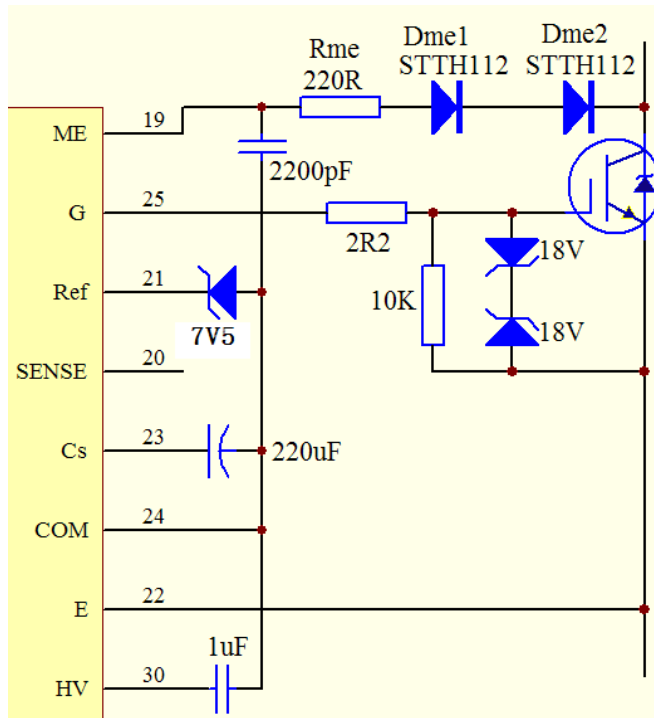 Rme
220R
Dme1
STTH112
Dme2
STTH112
ME
19
2200pF
G
25
2R2
Ref
21
7V5
10K
18V
18V
SENSE
20
Cs
23
220uF
COM
24
E
22
HV
30
1uF